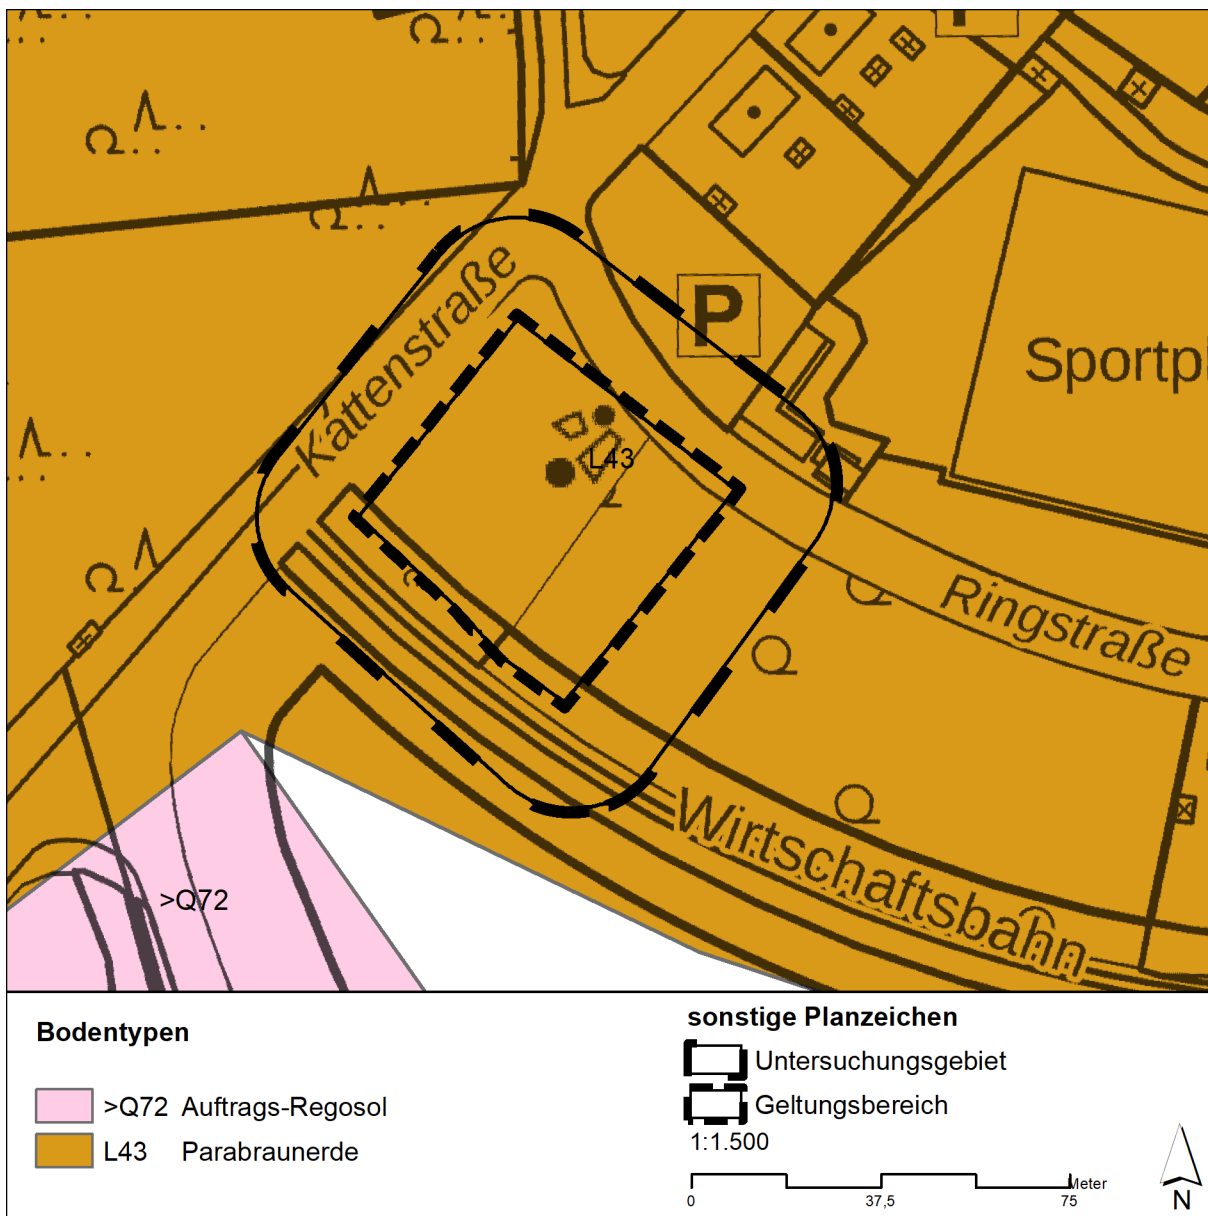 Kattenstraße
P
Sportpl
L43
Ringstraße
Wirtschaftsbahn
>Q72
Bodentypen
>Q72 Auftrags-Regosol
L43 Parabraunerde
sonstige Planzeichen
Untersuchungsgebiet
Geltungsbereich
1:1.500
Meter
0 37,5 75
N